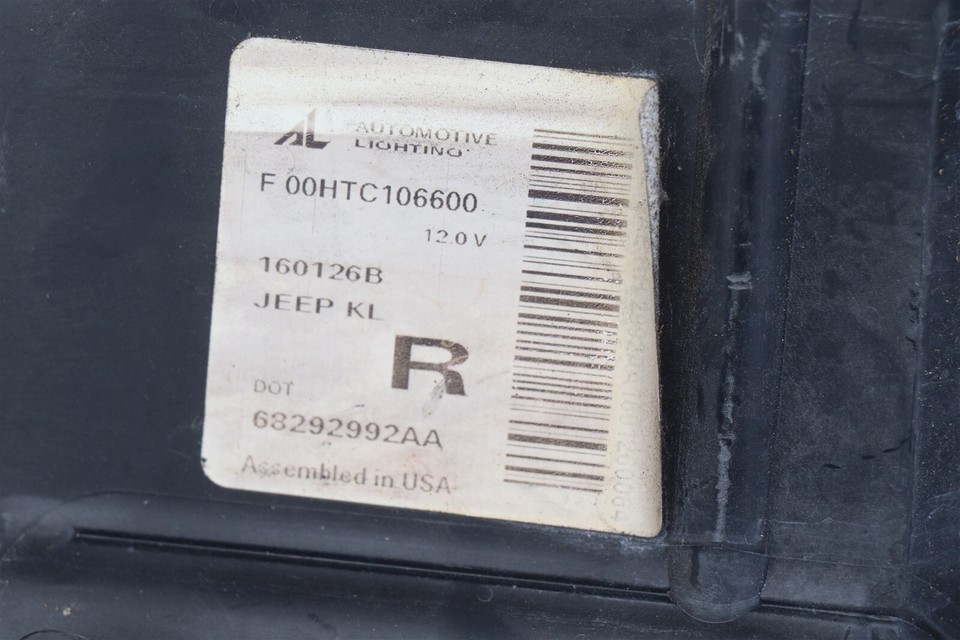 AL AUTOMOTIVE
LIGHTING
F 00HTC106600
12.0 V
160126B
JEEP KL
R
DOT
68292992AA
Assembled in USA